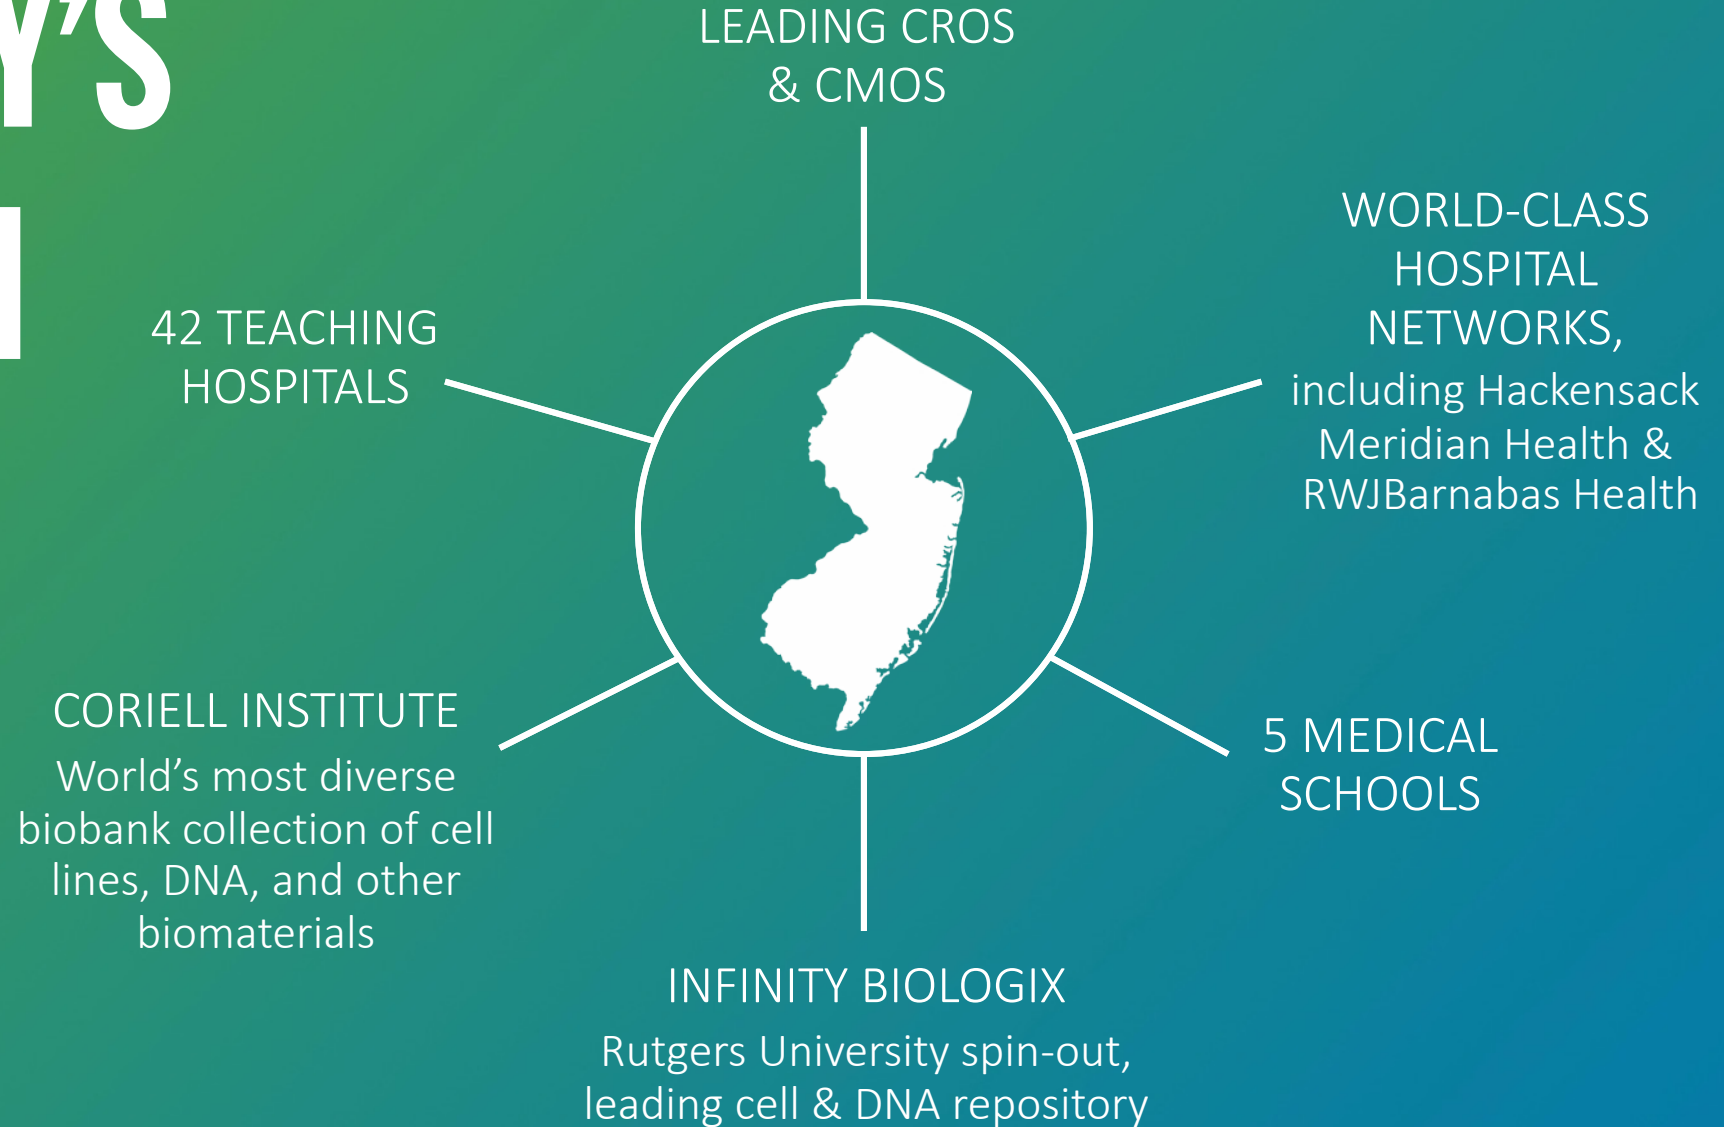 Y'S
LEADING CROS
& CMOS
WORLD-CLASS
HOSPITAL
NETWORKS,
including Hackensack
Meridian Health &
RWJBarnabas Health
42 TEACHING
HOSPITALS
CORIELL INSTITUTE
World's most diverse
biobank collection of cell
lines, DNA, and other
biomaterials
5 MEDICAL
SCHOOLS
INFINITY BIOLOGIX
Rutgers University spin-out,
leading cell & DNA repository